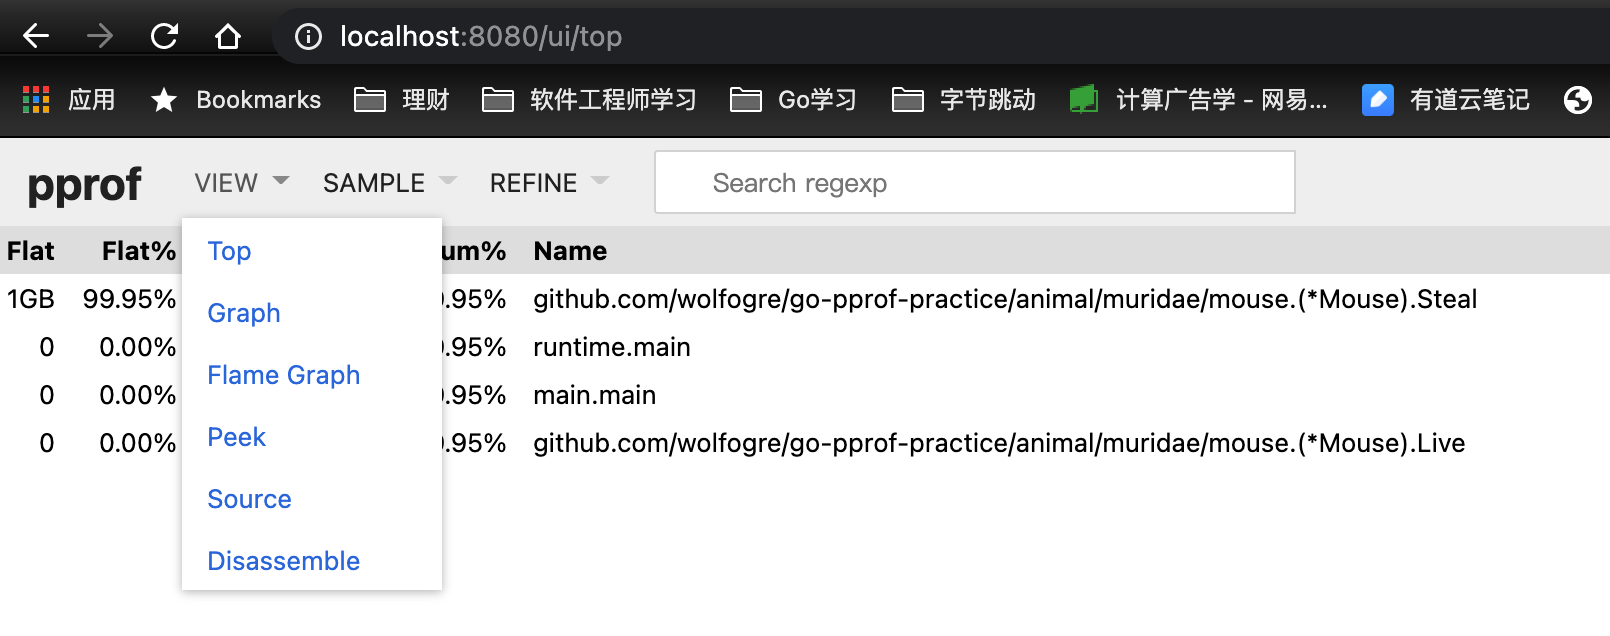 localhost:8080/ui/top
应用 Bookmarks 理财 软件工程师学习 Go学习 字节跳动 计算广告学 - 网易... 有道云笔记
pprof VIEW SAMPLE REFINE Search regexp
Flat Flat% um% Name
1GB 99.95% .95% github.com/wolfogre/go-pprof-practice/animal/muridae/mouse.(*Mouse).Steal
0 0.00% .95% runtime.main
0 0.00% .95% main.main
0 0.00% .95% github.com/wolfogre/go-pprof-practice/animal/muridae/mouse.(*Mouse).Live
Top
Graph
Flame Graph
Peek
Source
Disassemble